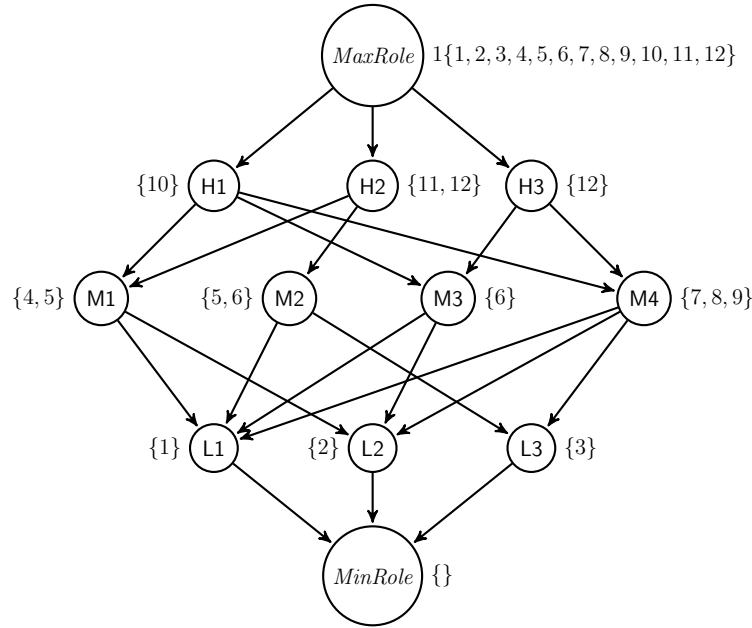 MaxRole 1{1, 2, 3, 4, 5, 6, 7, 8, 9, 10, 11, 12}
{10} H1 H2 {11, 12} H3 {12}
{4, 5} M1 {5, 6} M2 M3 {6} M4 {7, 8, 9}
{1} L1 {2} L2 L3 {3}
MinRole {}